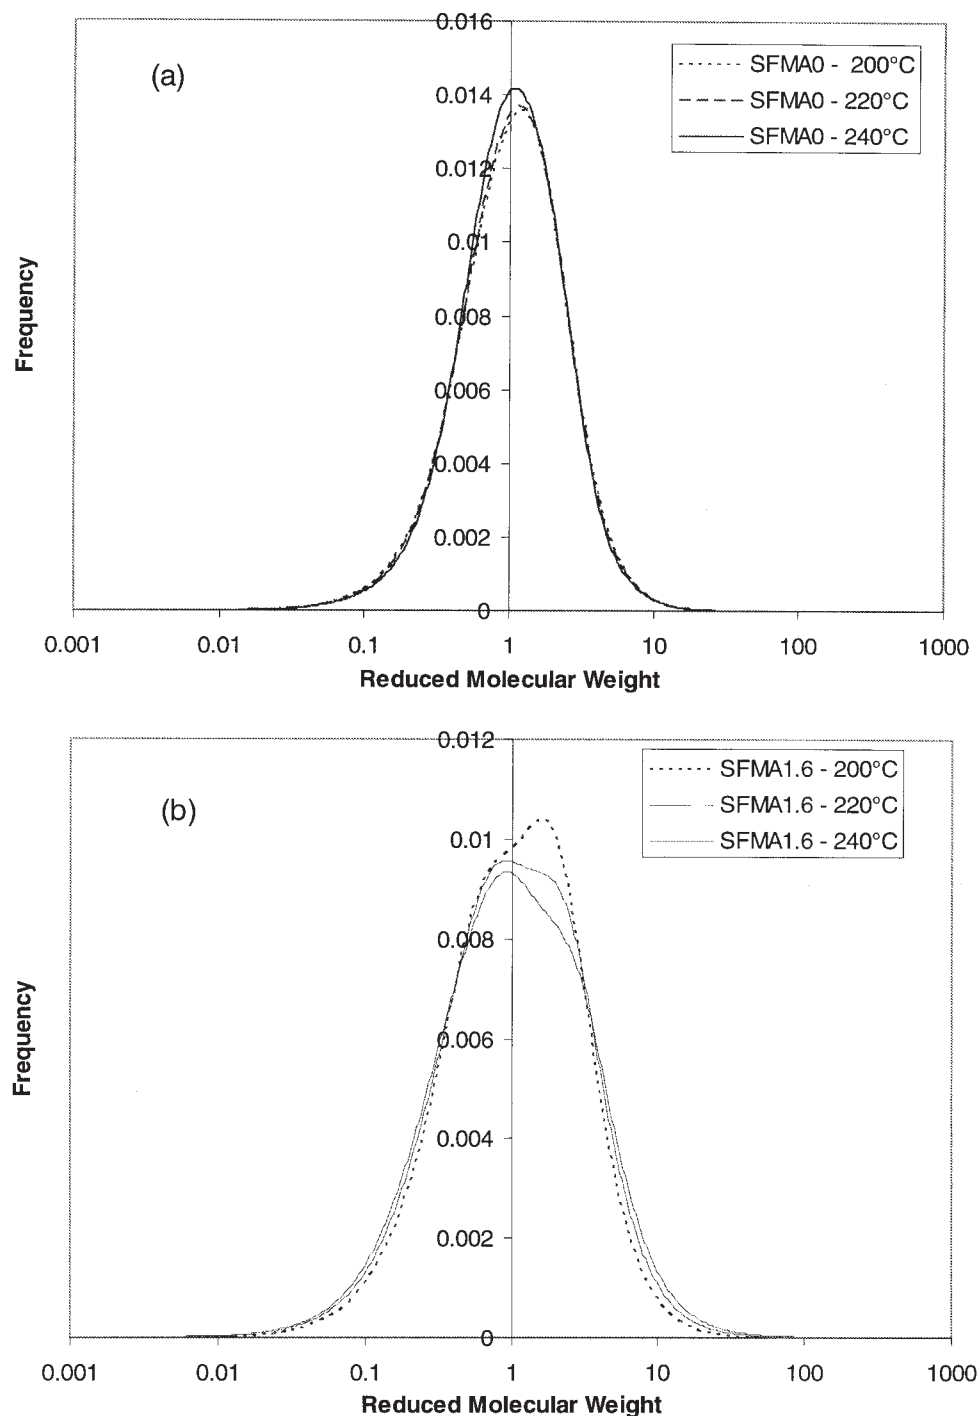 0.016
(a)
SFMA0 - 200°C
SFMA0 - 220°C
SFMA0 - 240°C
0.014
0.012
0.01
0.008
0.006
0.004
0.002
0
Frequency
0.001 0.01 0.1 1 10 100 1000
Reduced Molecular Weight
0.012
(b)
SFMA1.6 - 200°C
SFMA1.6 - 220°C
SFMA1.6 - 240°C
0.01
0.008
0.006
0.004
0.002
0
Frequency
0.001 0.01 0.1 1 10 100 1000
Reduced Molecular Weight